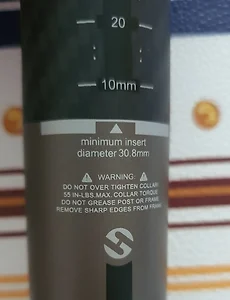 20
10mm
minimum insert
diameter 30.8mm
WARNING:
DO NOT OVER TIGHTEN COLLAR!
55 IN-LBS.MAX. COLLAR TORQUE
DO NOT GREASE POST OR FRAME
REMOVE SHARP EDGES FROM FRAME